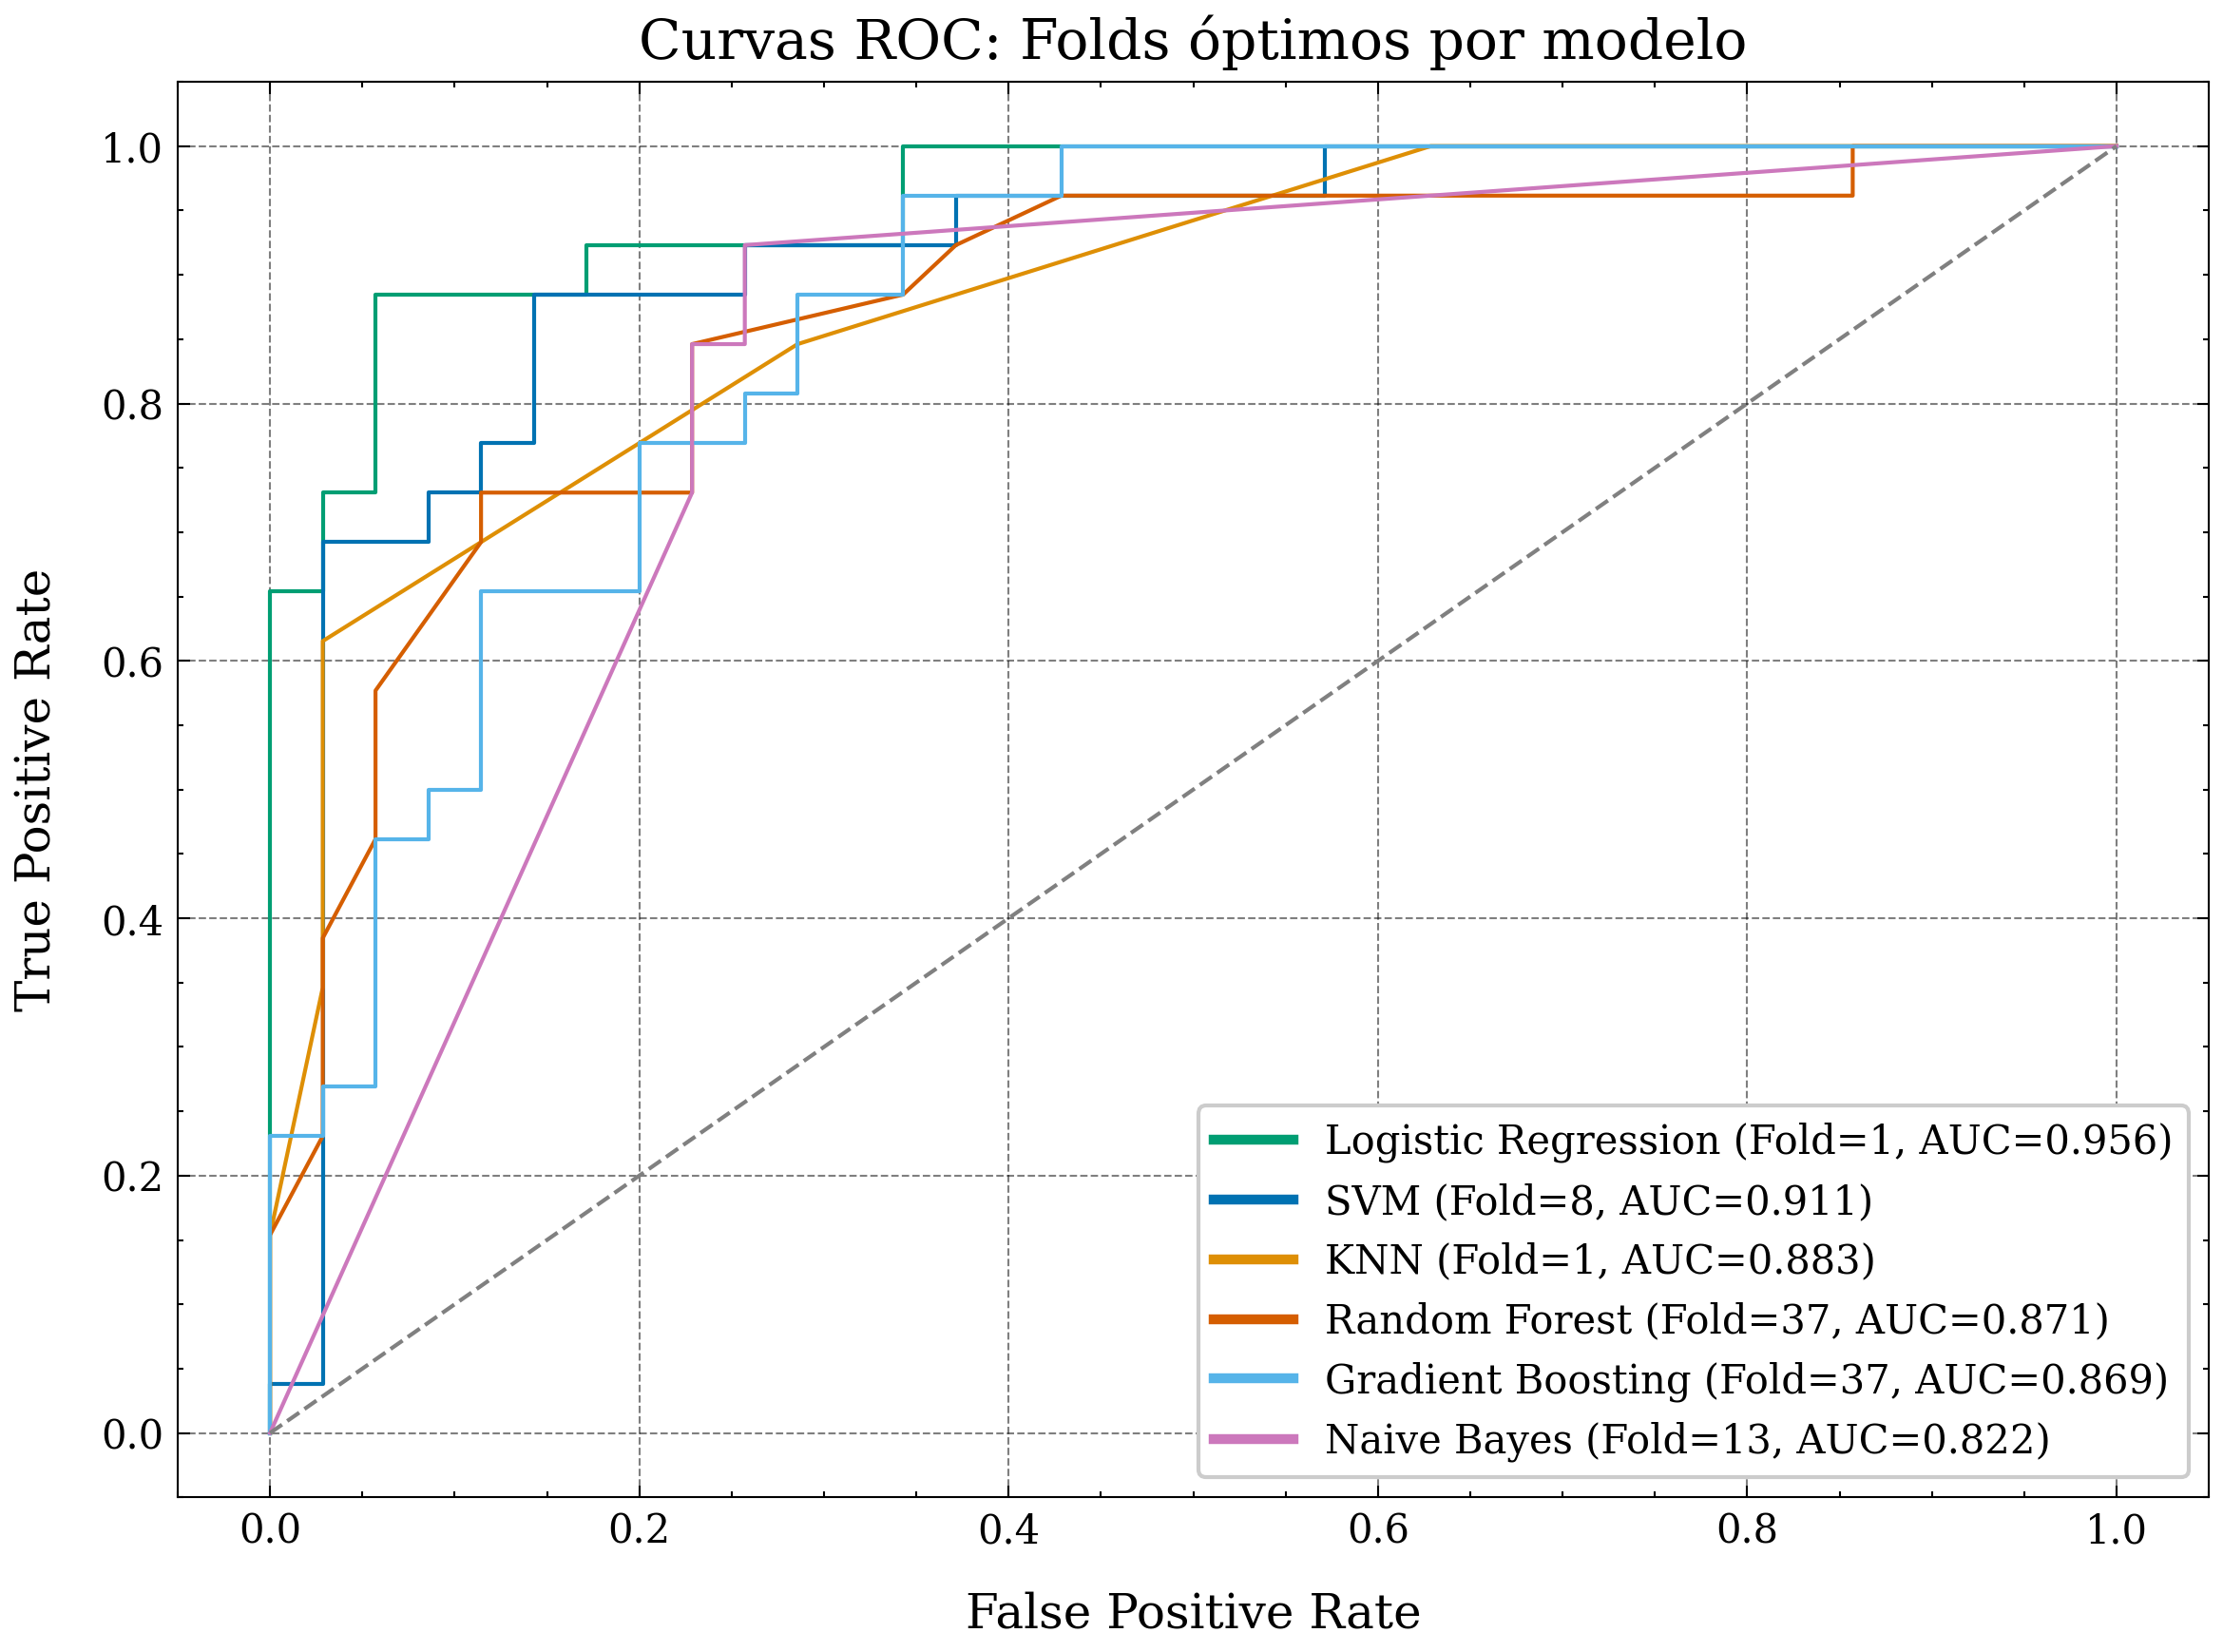 Curvas ROC: Folds óptimos por modelo
True Positive Rate
1.0
0.8
0.6
0.4
0.2
0.0
0.0 0.2 0.4 0.6 0.8 1.0
False Positive Rate
Logistic Regression (Fold=1, AUC=0.956)
SVM (Fold=8, AUC=0.911)
KNN (Fold=1, AUC=0.883)
Random Forest (Fold=37, AUC=0.871)
Gradient Boosting (Fold=37, AUC=0.869)
Naive Bayes (Fold=13, AUC=0.822)